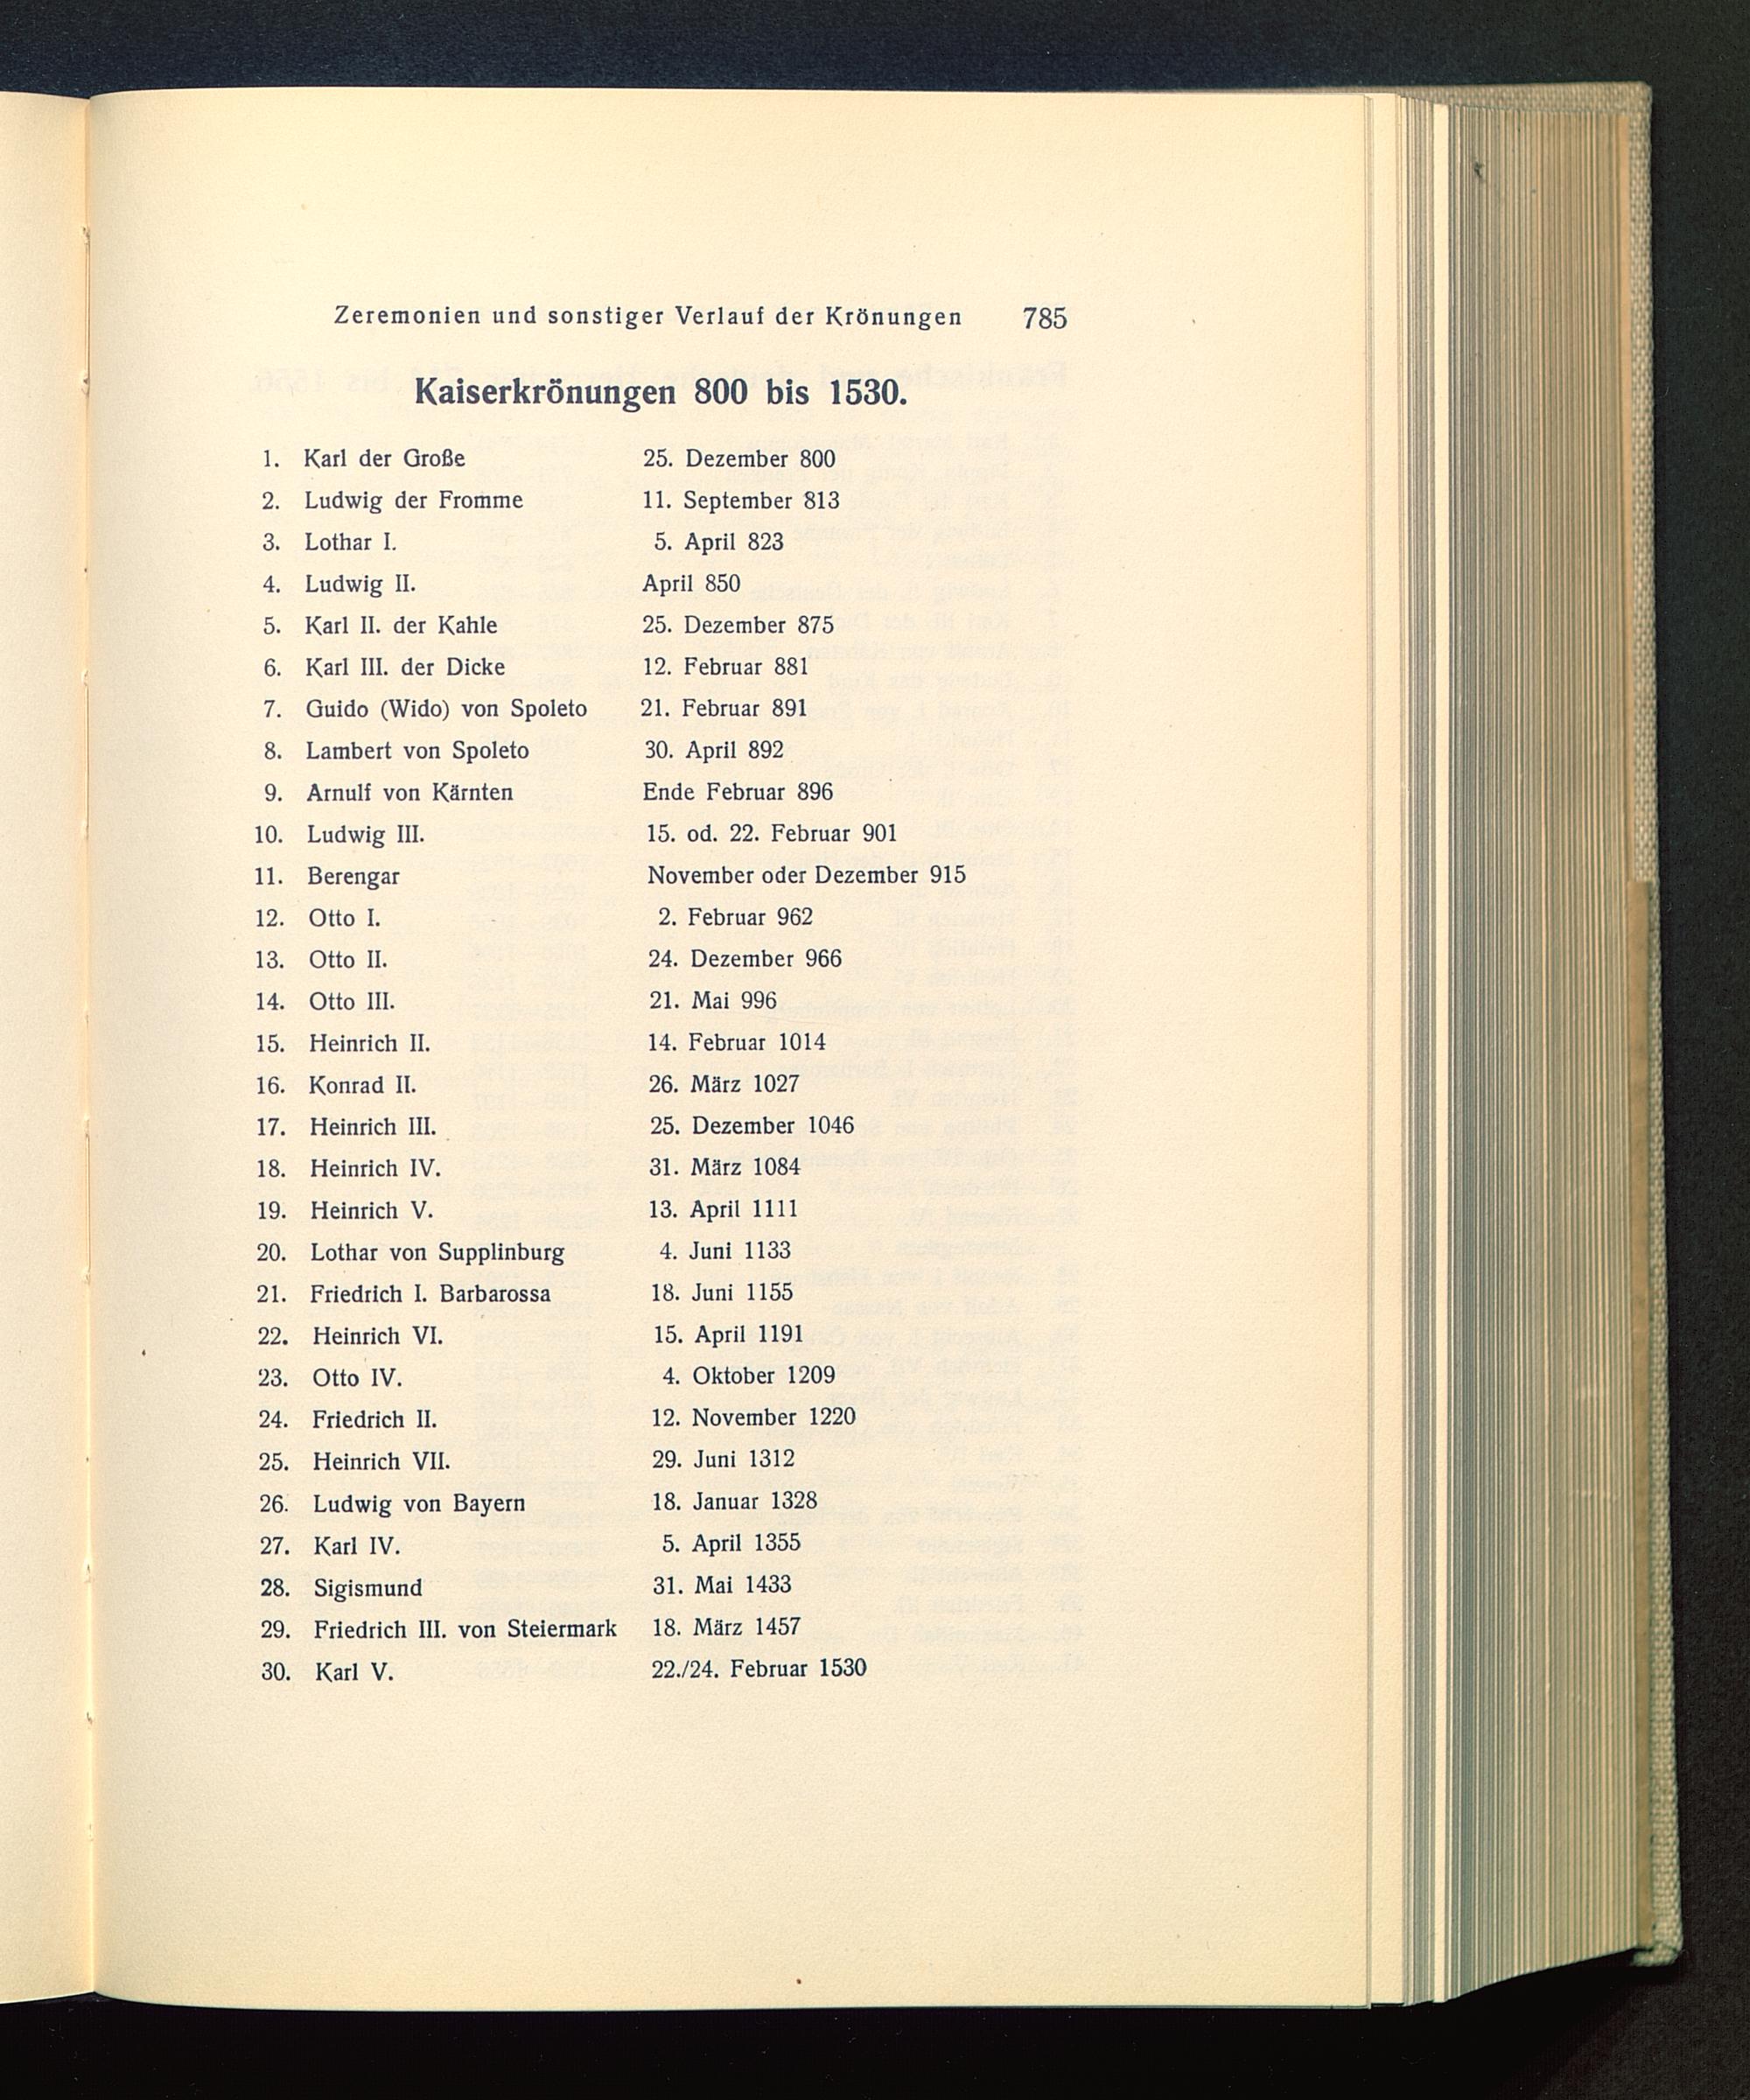 Zeremonien und sonstiger Verlauf der Krönungen 785
Kaiserkrönungen 800 bis 1530.
1. Karl der Große 25. Dezember 800
2. Ludwig der Fromme 11. September 813
3. Lothar I. 5. April 823
4. Ludwig II. April 850
5. Karl II. der Kahle 25. Dezember 875
6. Karl III. der Dicke 12. Februar 881
7. Guido (Wido) von Spoleto 21. Februar 891
8. Lambert von Spoleto 30. April 892
9. Arnulf von Kärnten Ende Februar 896
10. Ludwig III. 15. od. 22. Februar 901
11. Berengar November oder Dezember 915
12. Otto I. 2. Februar 962
13. Otto II. 24. Dezember 966
14. Otto III. 21. Mai 996
15. Heinrich II. 14. Februar 1014
16. Konrad II. 26. März 1027
17. Heinrich III. 25. Dezember 1046
18. Heinrich IV. 31. März 1084
19. Heinrich V. 13. April 1111
20. Lothar von Supplinburg 4. Juni 1133
21. Friedrich I. Barbarossa 18. Juni 1155
22. Heinrich VI. 15. April 1191
23. Otto IV. 4. Oktober 1209
24. Friedrich II. 12. November 1220
25. Heinrich VII. 29. Juni 1312
26. Ludwig von Bayern 18. Januar 1328
27. Karl IV. 5. April 1355
28. Sigismund 31. Mai 1433
29. Friedrich III. von Steiermark 18. März 1457
30. Karl V. 22./24. Februar 1530